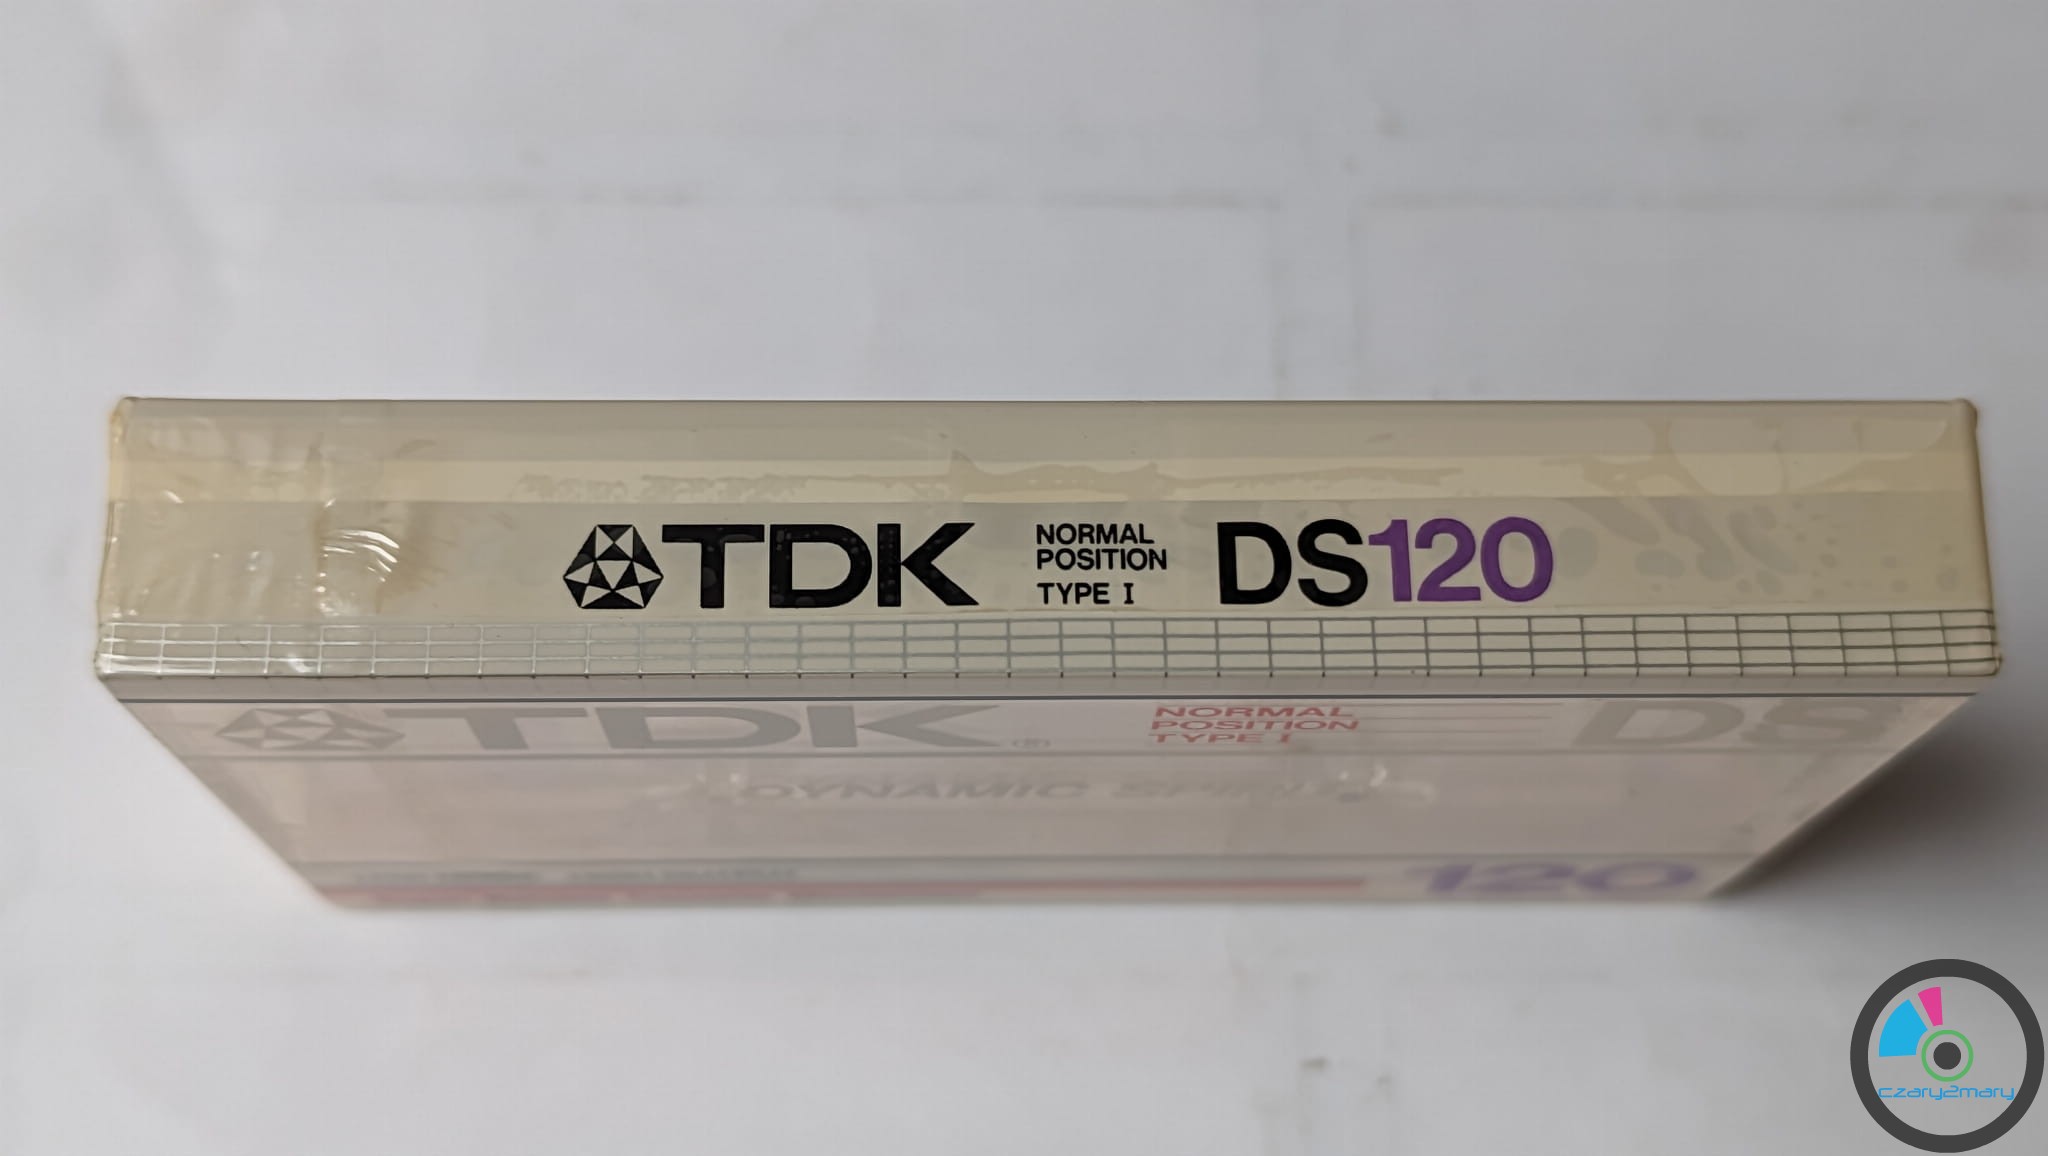 TDK
NORMAL
POSITION
TYPE I
DS120
TDK®
NORMAL
POSITION
TYPE I
DS
DYNAMIC
120
czary2mary